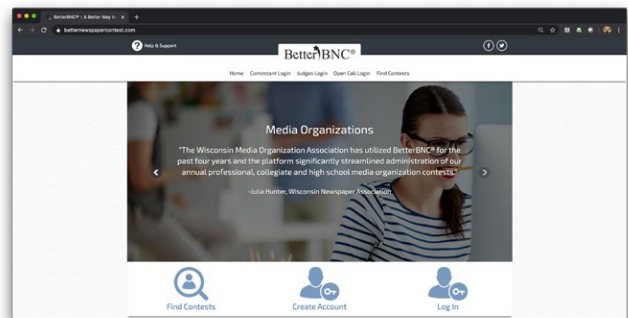 BetterBNC® : A Better Way to
betternewspapercontest.com
Help & Support
BetterBNC®
Home Contestant Login Judges Login Open Call Login Find Contests
Media Organizations
"The Wisconsin Media Organization Association has utilized BetterBNC® for the
past four years and the platform significantly streamlined administration of our
annual professional, collegiate and high school media organization contests."
-Julia Hunter, Wisconsin Newspaper Association
Find Contests Create Account Log In